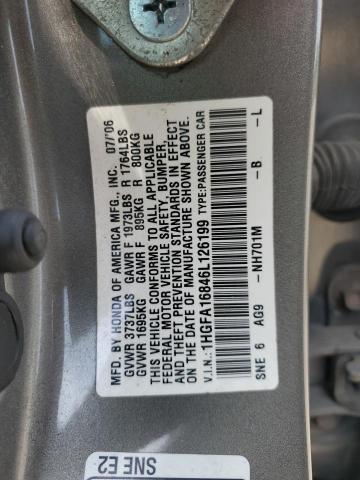 MFD. BY HONDA OF AMERICA MFG., INC. 07/'06
GVWR 3737LBS GAWR F 1973LBS R 1764LBS
GVWR 1695KG GAWR F 895KG R 800KG
THIS VEHICLE CONFORMS TO ALL APPLICABLE
FEDERAL MOTOR VEHICLE SAFETY, BUMPER,
AND THEFT PREVENTION STANDARDS IN EFFECT
ON THE DATE OF MANUFACTURE SHOWN ABOVE.
V.I.N.: 1HGFA16846L126199 TYPE:PASSENGER CAR
SNE 6 AG9 -NH701M -B -L
SNE E2